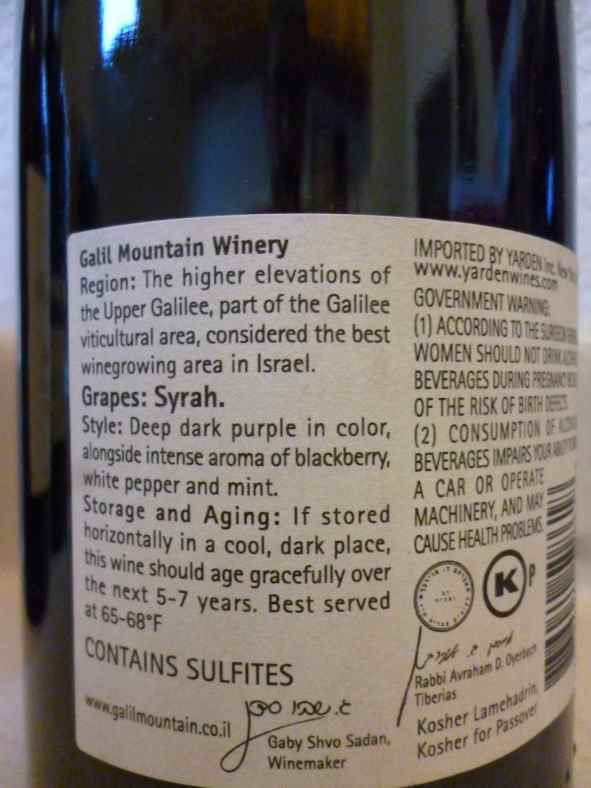 Galil Mountain Winery
Region: The higher elevations of
the Upper Galilee, part of the Galilee
viticultural area, considered the best
winegrowing area in Israel.
Grapes: Syrah.
Style: Deep dark purple in color,
alongside intense aroma of blackberry,
white pepper and mint.
Storage and Aging: If stored
horizontally in a cool, dark place,
this wine should age gracefully over
the next 5-7 years. Best served
at 65-68°F
CONTAINS SULFITES
www.galilmountain.co.il
Gaby Shvo Sadan,
Winemaker
IMPORTED BY YARDEN Inc. New
www.yardenwines.com
GOVERNMENT WARNING:
(1) ACCORDING TO THE SURGEON
WOMEN SHOULD NOT DRINK
BEVERAGES DURING PREGNANCY
OF THE RISK OF BIRTH DEFECTS.
(2) CONSUMPTION OF
BEVERAGES IMPAIRS YOUR ABILITY
A CAR OR OPERATE
MACHINERY, AND MAY
CAUSE HEALTH PROBLEMS.
K P
Rabbi Avraham D.
Tiberias
Kosher Lamehadrin,
Kosher for Passover